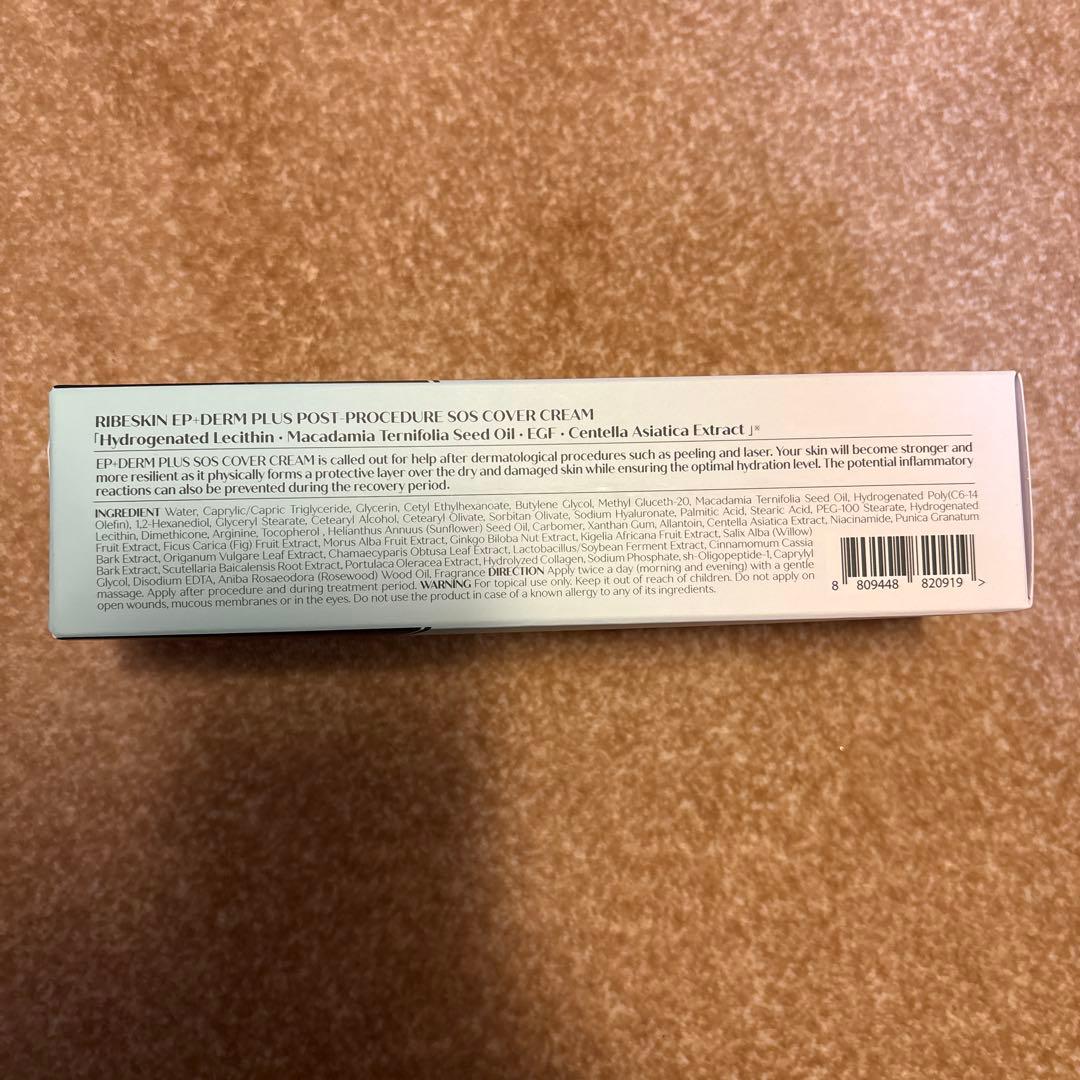 RIBESKIN EP+DERM PLUS POST-PROCEDURE SOS COVER CREAM
「Hydrogenated Lecithin · Macadamia Ternifolia Seed Oil · EGF · Centella Asiatica Extract」※
EP+DERM PLUS SOS COVER CREAM is called out for help after dermatological procedures such as peeling and laser. Your skin will become stronger and
more resilient as it physically forms a protective layer over the dry and damaged skin while ensuring the optimal hydration level. The potential inflammatory
reactions can also be prevented during the recovery period.
INGREDIENT Water, Caprylic/Capric Triglyceride, Glycerin, Cetyl Ethylhexanoate, Butylene Glycol, Methyl Gluceth-20, Macadamia Ternifolia Seed Oil, Hydrogenated Poly(C6-14
Olefin), 1,2-Hexanediol, Glyceryl Stearate, Cetearyl Alcohol, Cetearyl Olivate, Sorbitan Olivate, Sodium Hyaluronate, Palmitic Acid, Stearic Acid, PEG-100 Stearate, Hydrogenated
Lecithin, Dimethicone, Arginine, Tocopherol , Helianthus Annuus (Sunflower) Seed Oil, Carbomer, Xanthan Gum, Allantoin, Centella Asiatica Extract, Niacinamide, Punica Granatum
Fruit Extract, Ficus Carica (Fig) Fruit Extract, Morus Alba Fruit Extract, Ginkgo Biloba Nut Extract, Kigelia Africana Fruit Extract, Salix Alba (Willow)
Bark Extract, Origanum Vulgare Leaf Extract, Chamaecyparis Obtusa Leaf Extract, Lactobacillus/Soybean Ferment Extract, Cinnamomum Cassia
Bark Extract, Scutellaria Baicalensis Root Extract, Portulaca Oleracea Extract, Hydrolyzed Collagen, Sodium Phosphate, sh-Oligopeptide-1, Caprylyl
Glycol, Disodium EDTA, Aniba Rosaeodora (Rosewood) Wood Oil, Fragrance DIRECTION Apply twice a day (morning and evening) with a gentle
massage. Apply after procedure and during treatment period. WARNING For topical use only. Keep it out of reach of children. Do not apply on
open wounds, mucous membranes or in the eyes. Do not use the product in case of a known allergy to any of its ingredients.
8 809448 820919 >